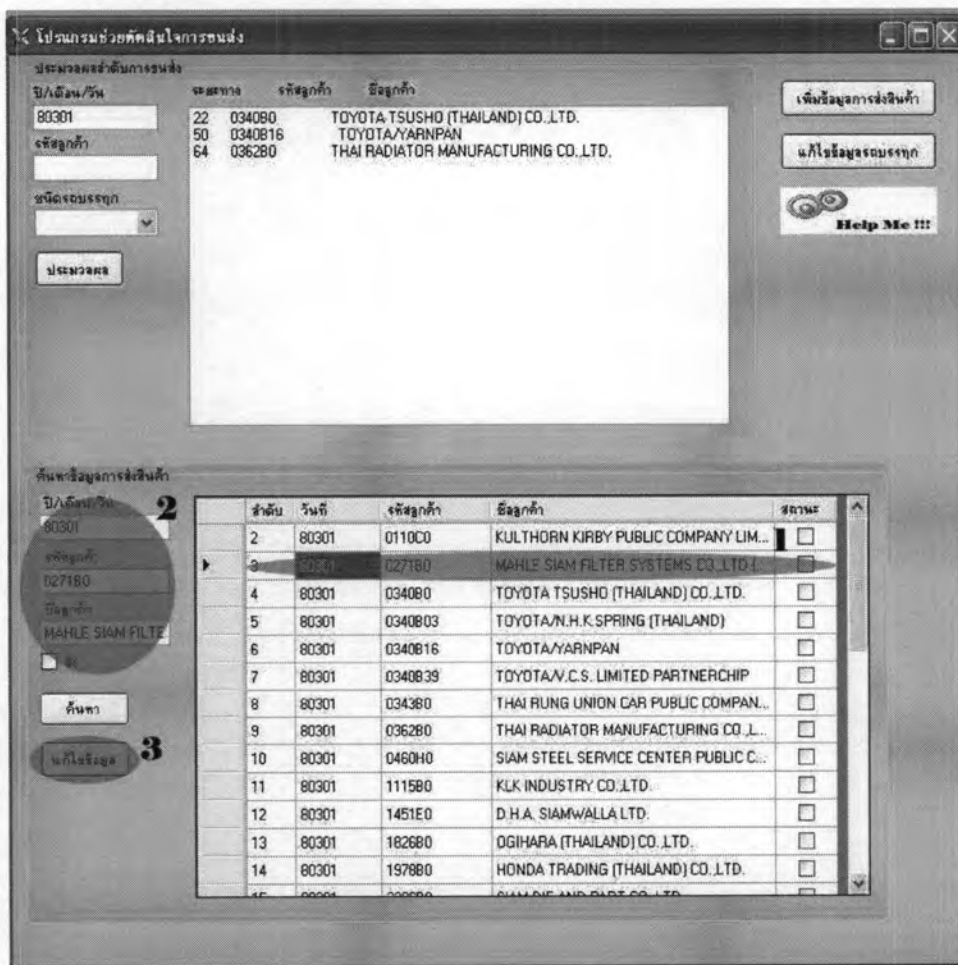 โปรแกรมช่วยตัดสินใจการขนส่ง
ประมวลผลลำดับการขนส่ง
ปี/เดือน/วัน
80301
รหัสลูกค้า
ชนิดรถบรรทุก
ประมวลผล
ระยะทาง รหัสลูกค้า ชื่อลูกค้า
22 0340B0 TOYOTA TSUSHO (THAILAND) CO.,LTD.
50 0340B16 TOYOTA/YARNPAN
64 0362B0 THAI RADIATOR MANUFACTURING CO.,LTD.
เพิ่มข้อมูลการส่งสินค้า
แก้ไขข้อมูลรถบรรทุก
Help Me !!!
ค้นหาข้อมูลการส่งสินค้า
ปี/เดือน/วัน 2
80301
รหัสลูกค้า
0271B0
ชื่อลูกค้า
MAHLE SIAM FILTE
ค้นหา
แก้ไขข้อมูล 3
ลำดับ วันที่ รหัสลูกค้า ชื่อลูกค้า สถานะ
2 80301 0110C0 KULTHORN KIRBY PUBLIC COMPANY LIM... 1
3 80301 0271B0 MAHLE SIAM FILTER SYSTEMS CO.,LTD (...
4 80301 0340B0 TOYOTA TSUSHO (THAILAND) CO.,LTD.
5 80301 0340B03 TOYOTA/N.H.K.SPRING (THAILAND)
6 80301 0340B16 TOYOTA/YARNPAN
7 80301 0340B39 TOYOTA/V.C.S. LIMITED PARTNERCHIP
8 80301 0343B0 THAI RUNG UNION CAR PUBLIC COMPAN...
9 80301 0362B0 THAI RADIATOR MANUFACTURING CO.,L...
10 80301 0460H0 SIAM STEEL SERVICE CENTER PUBLIC C...
11 80301 1115B0 KLK INDUSTRY CO.,LTD.
12 80301 1451E0 D.H.A. SIAMWALLA LTD.
13 80301 1826B0 OGIHARA (THAILAND) CO.,LTD.
14 80301 1978B0 HONDA TRADING (THAILAND) CO.,LTD.